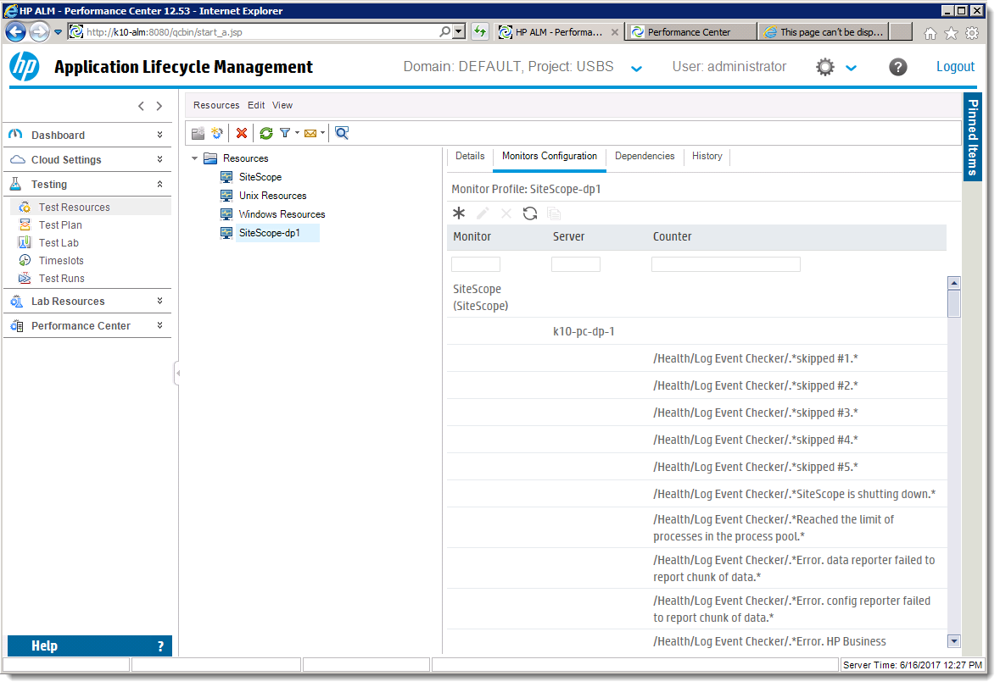 HP ALM - Performance Center 12.53 - Internet Explorer
http://k10-alm:8080/qcbin/start_a.jsp
HP ALM - Performa...
Performance Center
This page can't be disp...
hp
Application Lifecycle Management
Domain: DEFAULT, Project: USBS
User: administrator
?
Logout
Dashboard
Cloud Settings
Testing
Test Resources
Test Plan
Test Lab
Timeslots
Test Runs
Lab Resources
Performance Center
Help
?
Resources Edit View
Resources
SiteScope
Unix Resources
Windows Resources
SiteScope-dp1
Details
Monitors Configuration
Dependencies
History
Monitor Profile: SiteScope-dp1
Monitor Server Counter
SiteScope
(SiteScope)
k10-pc-dp-1
/Health/Log Event Checker/.*skipped #1.*
/Health/Log Event Checker/.*skipped #2.*
/Health/Log Event Checker/.*skipped #3.*
/Health/Log Event Checker/.*skipped #4.*
/Health/Log Event Checker/.*skipped #5.*
/Health/Log Event Checker/.*SiteScope is shutting down.*
/Health/Log Event Checker/.*Reached the limit of
processes in the process pool.*
/Health/Log Event Checker/.*Error. data reporter failed to
report chunk of data.*
/Health/Log Event Checker/.*Error. config reporter failed
to report chunk of data.*
/Health/Log Event Checker/.*Error. HP Business
Pinned Items
Server Time: 6/16/2017 12:27 PM